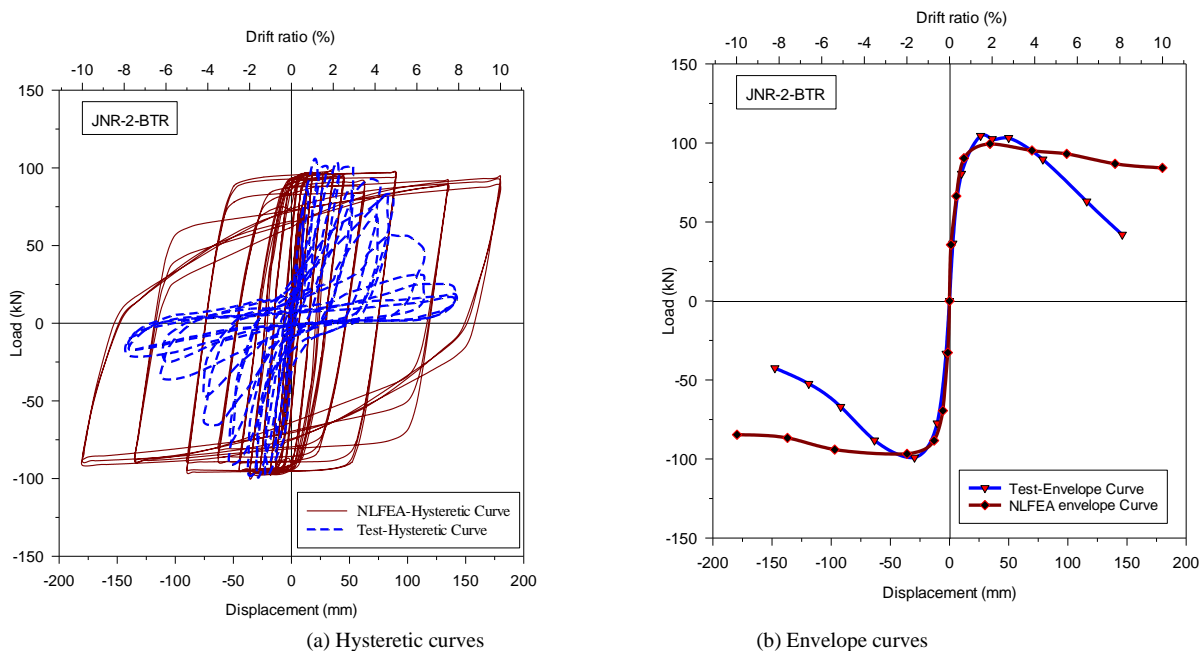 Drift ratio (%)
-10 -8 -6 -4 -2 0 2 4 6 8 10
150
100
50
0
-50
-100
-150
Load (kN)
JNR-2-BTR
NLFEA-Hysteretic Curve
Test-Hysteretic Curve
-200 -150 -100 -50 0 50 100 150 200
Displacement (mm)
(a) Hysteretic curves
Drift ratio (%)
-10 -8 -6 -4 -2 0 2 4 6 8 10
150
100
50
0
-50
-100
-150
Load (kN)
JNR-2-BTR
Test-Envelope Curve
NLFEA envelope Curve
-200 -150 -100 -50 0 50 100 150 200
Displacement (mm)
(b) Envelope curves